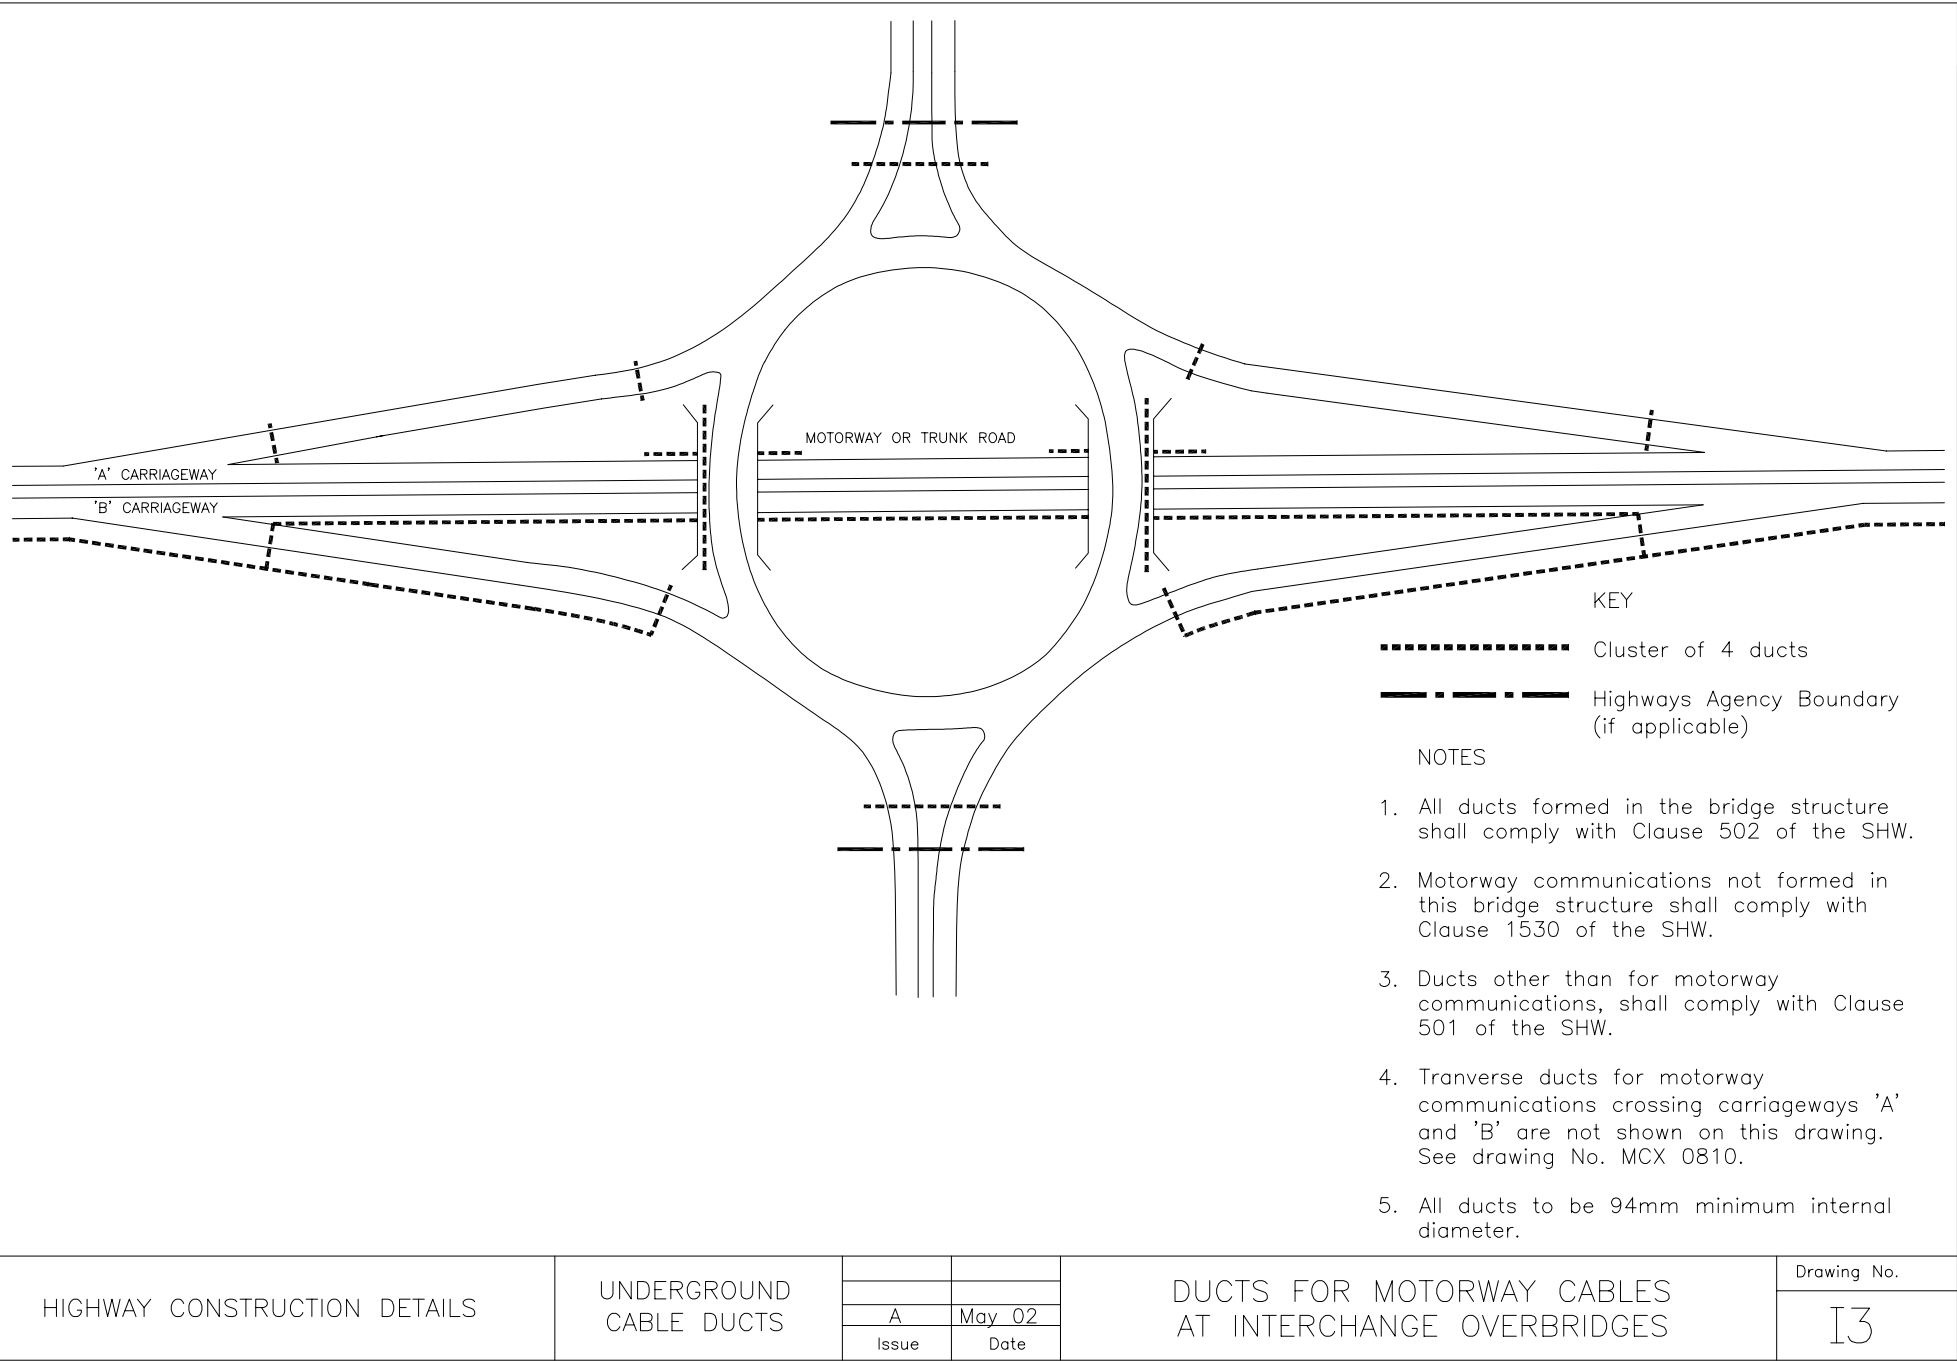 MOTORWAY OR TRUNK ROAD
'A' CARRIAGEWAY
'B' CARRIAGEWAY
KEY
Cluster of 4 ducts
Highways Agency Boundary
(if applicable)
NOTES
1. All ducts formed in the bridge structure
shall comply with Clause 502 of the SHW.
2. Motorway communications not formed in
this bridge structure shall comply with
Clause 1530 of the SHW.
3. Ducts other than for motorway
communications, shall comply with Clause
501 of the SHW.
4. Tranverse ducts for motorway
communications crossing carriageways 'A'
and 'B' are not shown on this drawing.
See drawing No. MCX 0810.
5. All ducts to be 94mm minimum internal
diameter.
HIGHWAY CONSTRUCTION DETAILS
UNDERGROUND
CABLE DUCTS
A May 02
Issue Date
DUCTS FOR MOTORWAY CABLES
AT INTERCHANGE OVERBRIDGES
Drawing No.
I3